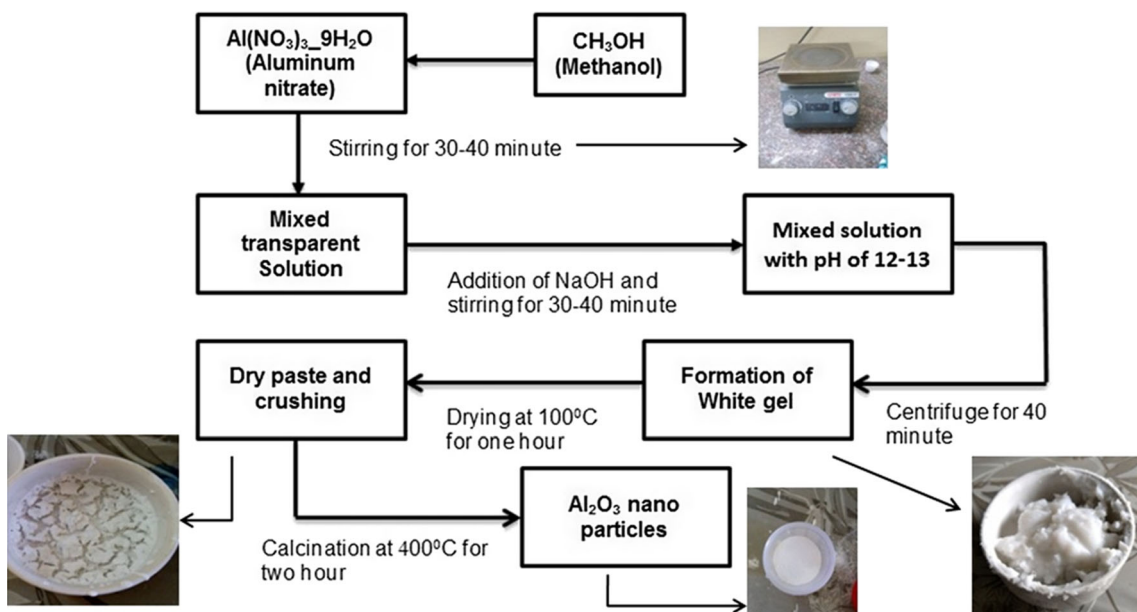 Al(NO₃)₃_9H₂O
(Aluminum
nitrate)
CH₃OH
(Methanol)
Stirring for 30-40 minute
Mixed
transparent
Solution
Mixed solution
with pH of 12-13
Addition of NaOH and
stirring for 30-40 minute
Dry paste and
crushing
Formation of
White gel
Drying at 100⁰C
for one hour
Centrifuge for 40
minute
Al₂O₃ nano
particles
Calcination at 400⁰C for
two hour